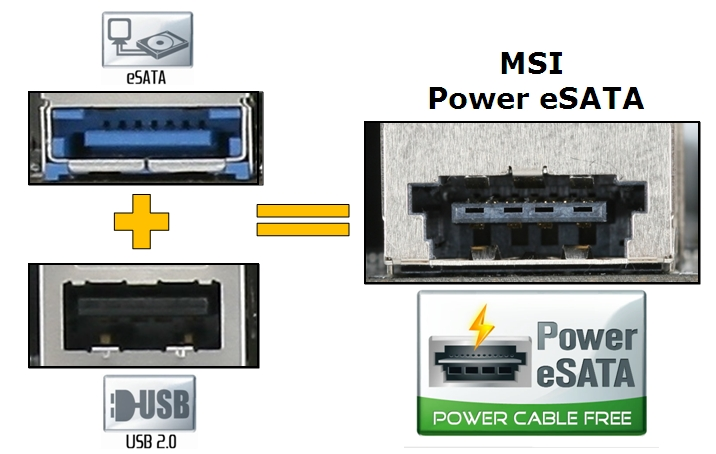 eSATA
MSI
Power eSATA
USB
USB 2.0
Power
eSATA
POWER CABLE FREE